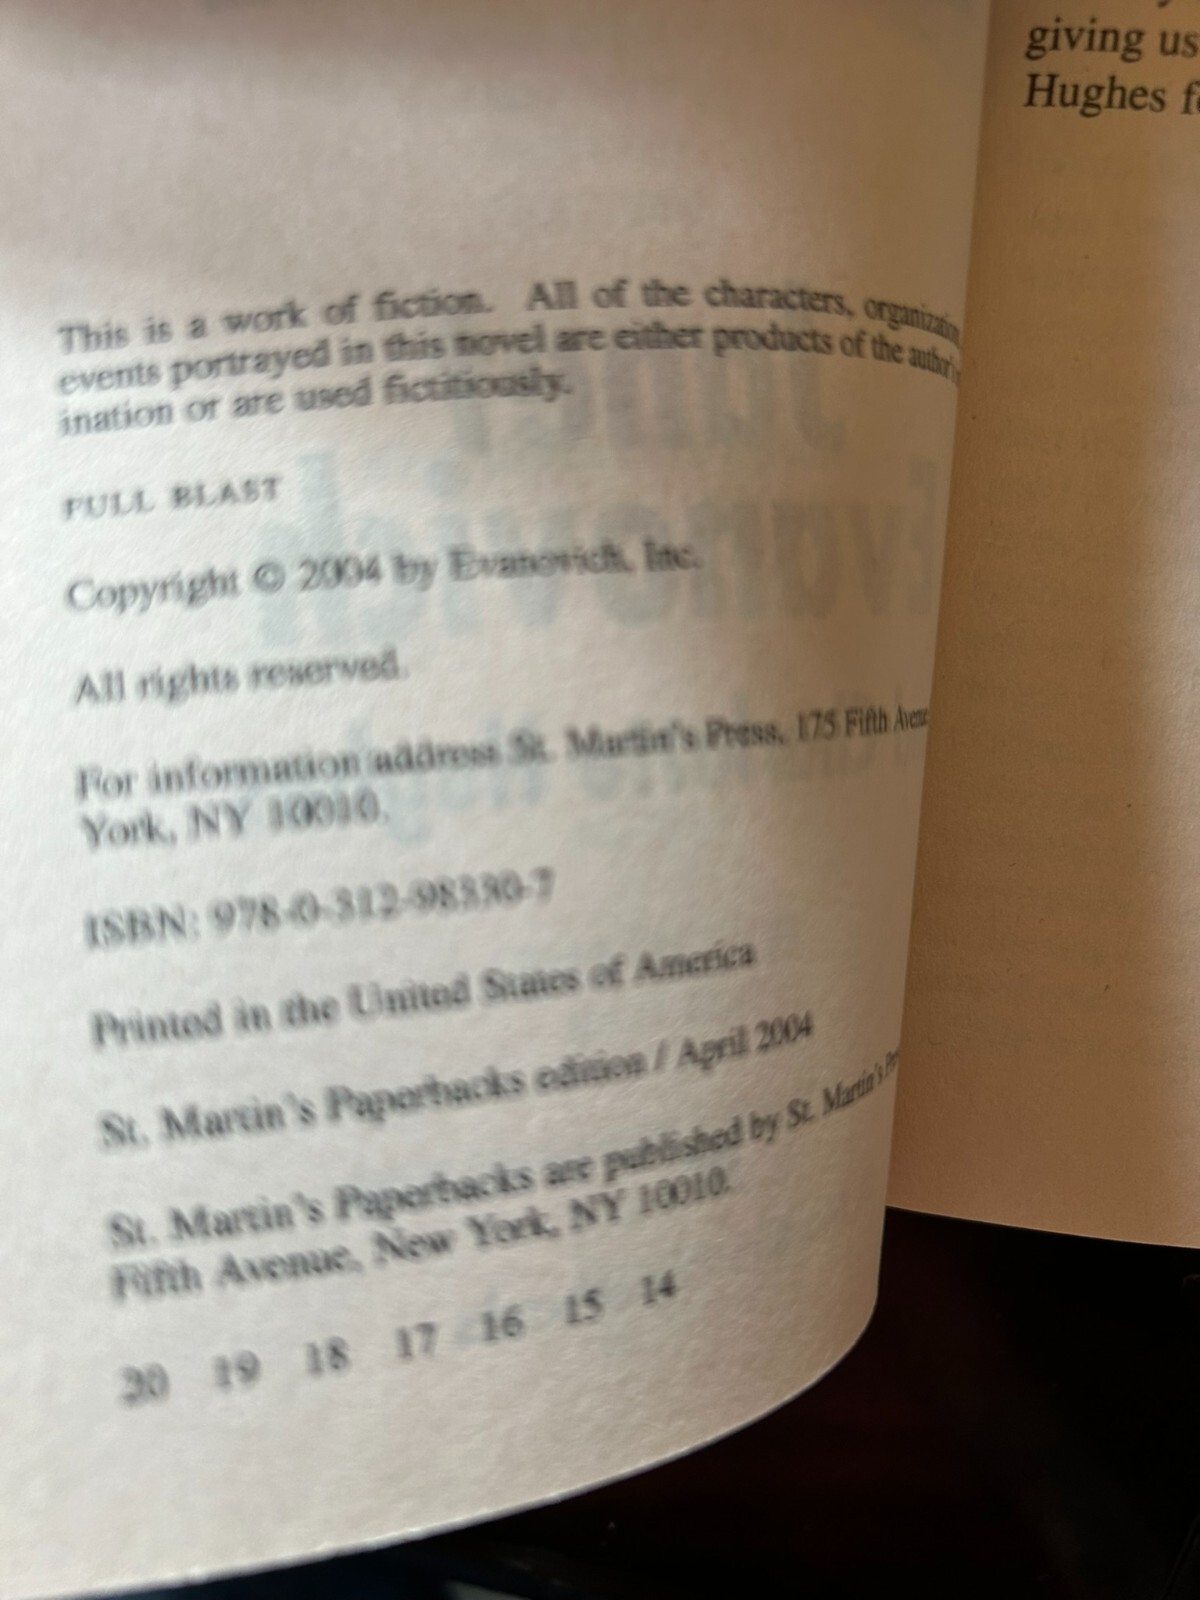 This is a work of fiction. All of the characters, organization
events portrayed in this novel are either products of the author's
ination or are used fictitiously.
FULL BLAST
Copyright © 2004 by Evanovich, Inc.
All rights reserved.
For information address St. Martin's Press, 175 Fifth Avenue
York, NY 10010.
ISBN: 978-0-312-98330-7
Printed in the United States of America
St. Martin's Paperbacks edition / April 2004
St. Martin's Paperbacks are published by St. Martin's
Fifth Avenue, New York, NY 10010.
20 19 18 17 16 15 14
giving us
Hughes